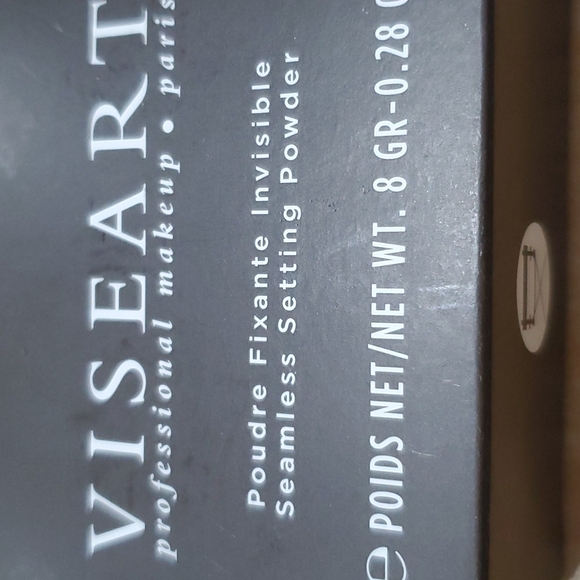 VISEART
professional makeup • paris
Poudre Fixante Invisible
Seamless Setting Powder
e POIDS NET/NET WT. 8 GR-0.28